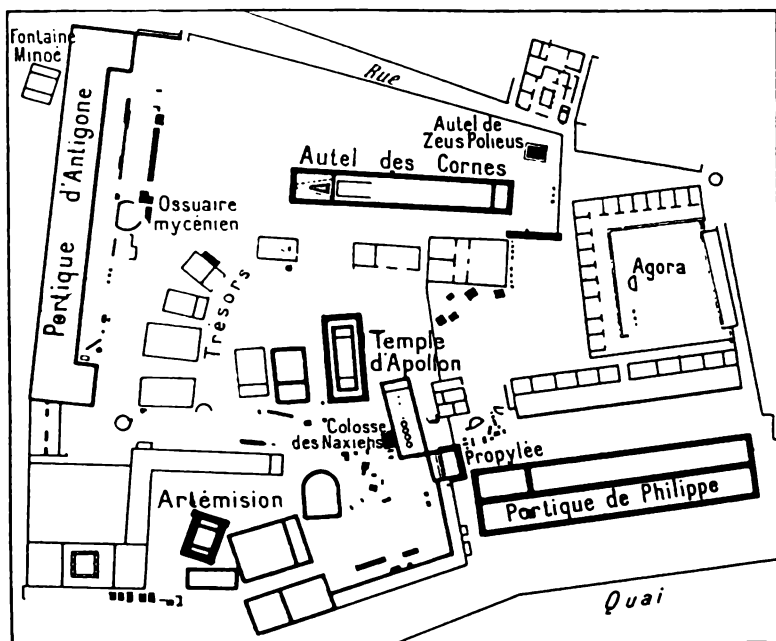 Fontaine
Minoé
Rue
Portique d'Antigone
Autel de
Zeus Polieus
Autel des Cornes
Ossuaire
mycénien
Agora
Trésors
Temple
d'Apollon
Colosse
des Naxiens
Propylée
Artémision
Portique de Philippe
Quai